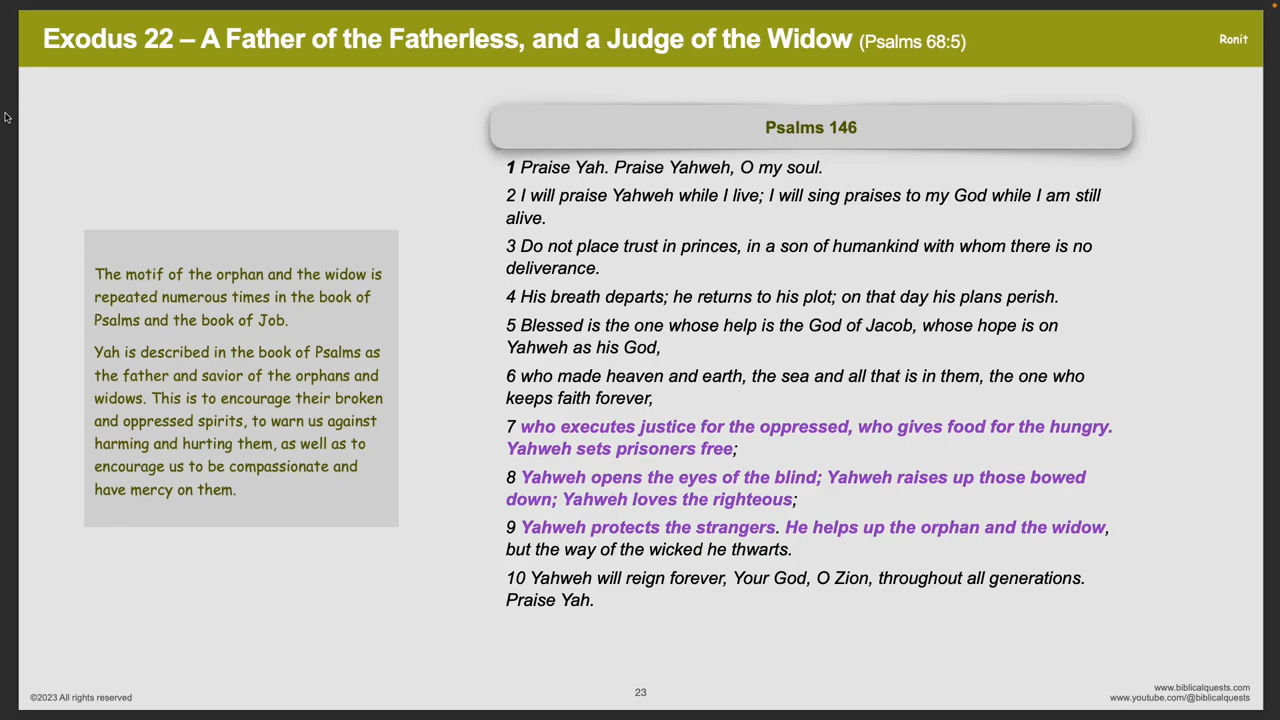 Exodus 22 – A Father of the Fatherless, and a Judge of the Widow (Psalms 68:5)
Ronit
The motif of the orphan and the widow is
repeated numerous times in the book of
Psalms and the book of Job.
Yah is described in the book of Psalms as
the father and savior of the orphans and
widows. This is to encourage their broken
and oppressed spirits, to warn us against
harming and hurting them, as well as to
encourage us to be compassionate and
have mercy on them.
Psalms 146
1 Praise Yah. Praise Yahweh, O my soul.
2 I will praise Yahweh while I live; I will sing praises to my God while I am still
alive.
3 Do not place trust in princes, in a son of humankind with whom there is no
deliverance.
4 His breath departs; he returns to his plot; on that day his plans perish.
5 Blessed is the one whose help is the God of Jacob, whose hope is on
Yahweh as his God,
6 who made heaven and earth, the sea and all that is in them, the one who
keeps faith forever,
7 who executes justice for the oppressed, who gives food for the hungry.
Yahweh sets prisoners free;
8 Yahweh opens the eyes of the blind; Yahweh raises up those bowed
down; Yahweh loves the righteous;
9 Yahweh protects the strangers. He helps up the orphan and the widow,
but the way of the wicked he thwarts.
10 Yahweh will reign forever, Your God, O Zion, throughout all generations.
Praise Yah.
©2023 All rights reserved
23
www.biblicalquests.com
www.youtube.com/@biblicalquests